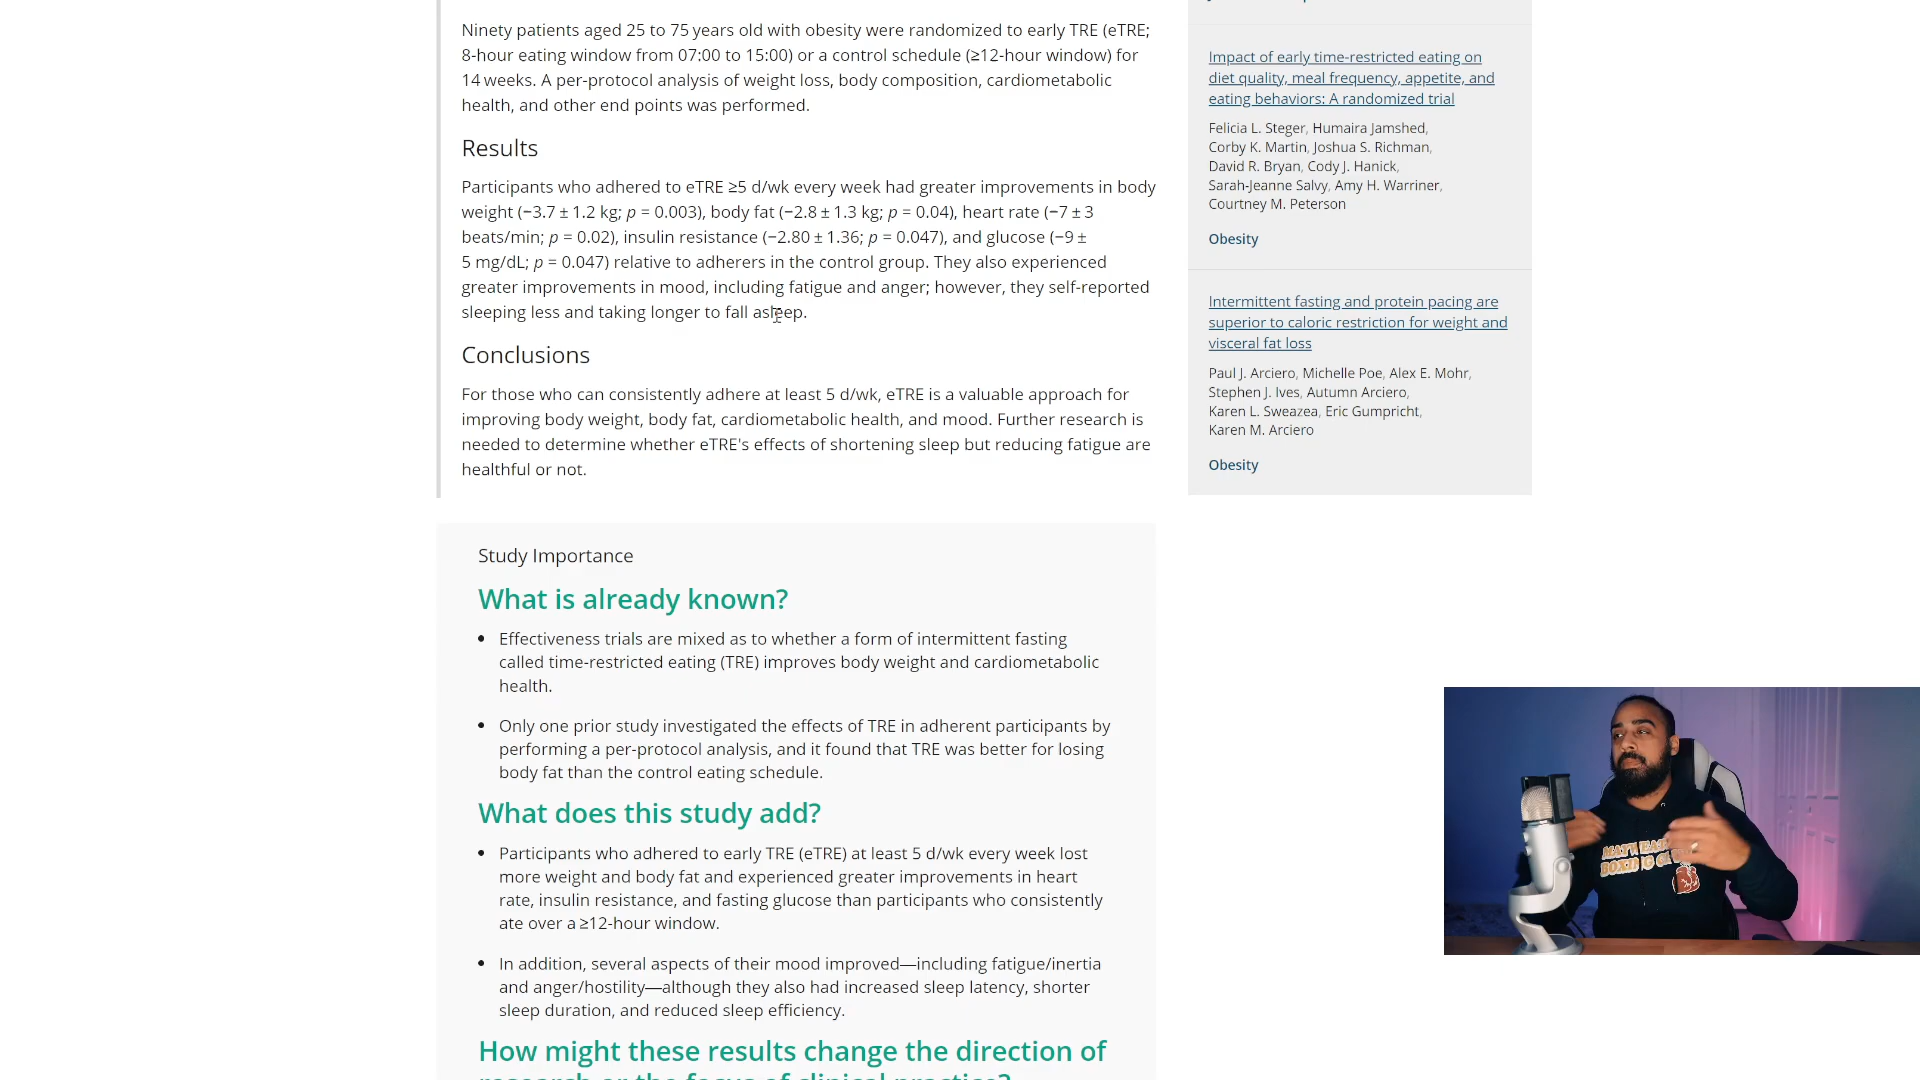 Ninety patients aged 25 to 75 years old with obesity were randomized to early TRE (eTRE;
8-hour eating window from 07:00 to 15:00) or a control schedule (≥12-hour window) for
14 weeks. A per-protocol analysis of weight loss, body composition, cardiometabolic
health, and other end points was performed.
Results
Participants who adhered to eTRE ≥5 d/wk every week had greater improvements in body
weight (−3.7 ± 1.2 kg; p = 0.003), body fat (−2.8 ± 1.3 kg; p = 0.04), heart rate (−7 ± 3
beats/min; p = 0.02), insulin resistance (−2.80 ± 1.36; p = 0.047), and glucose (−9 ±
5 mg/dL; p = 0.047) relative to adherers in the control group. They also experienced
greater improvements in mood, including fatigue and anger; however, they self-reported
sleeping less and taking longer to fall asleep.
Conclusions
For those who can consistently adhere at least 5 d/wk, eTRE is a valuable approach for
improving body weight, body fat, cardiometabolic health, and mood. Further research is
needed to determine whether eTRE's effects of shortening sleep but reducing fatigue are
healthful or not.
Study Importance
What is already known?
• Effectiveness trials are mixed as to whether a form of intermittent fasting
called time-restricted eating (TRE) improves body weight and cardiometabolic
health.
• Only one prior study investigated the effects of TRE in adherent participants by
performing a per-protocol analysis, and it found that TRE was better for losing
body fat than the control eating schedule.
What does this study add?
• Participants who adhered to early TRE (eTRE) at least 5 d/wk every week lost
more weight and body fat and experienced greater improvements in heart
rate, insulin resistance, and fasting glucose than participants who consistently
ate over a ≥12-hour window.
• In addition, several aspects of their mood improved—including fatigue/inertia
and anger/hostility—although they also had increased sleep latency, shorter
sleep duration, and reduced sleep efficiency.
How might these results change the direction of
research or the focus of clinical practice?
Impact of early time-restricted eating on
diet quality, meal frequency, appetite, and
eating behaviors: A randomized trial
Felicia L. Steger, Humaira Jamshed,
Corby K. Martin, Joshua S. Richman,
David R. Bryan, Cody J. Hanick,
Sarah-Jeanne Salvy, Amy H. Warriner,
Courtney M. Peterson
Obesity
Intermittent fasting and protein pacing are
superior to caloric restriction for weight and
visceral fat loss
Paul J. Arciero, Michelle Poe, Alex E. Mohr,
Stephen J. Ives, Autumn Arciero,
Karen L. Sweazea, Eric Gumpricht,
Karen M. Arciero
Obesity